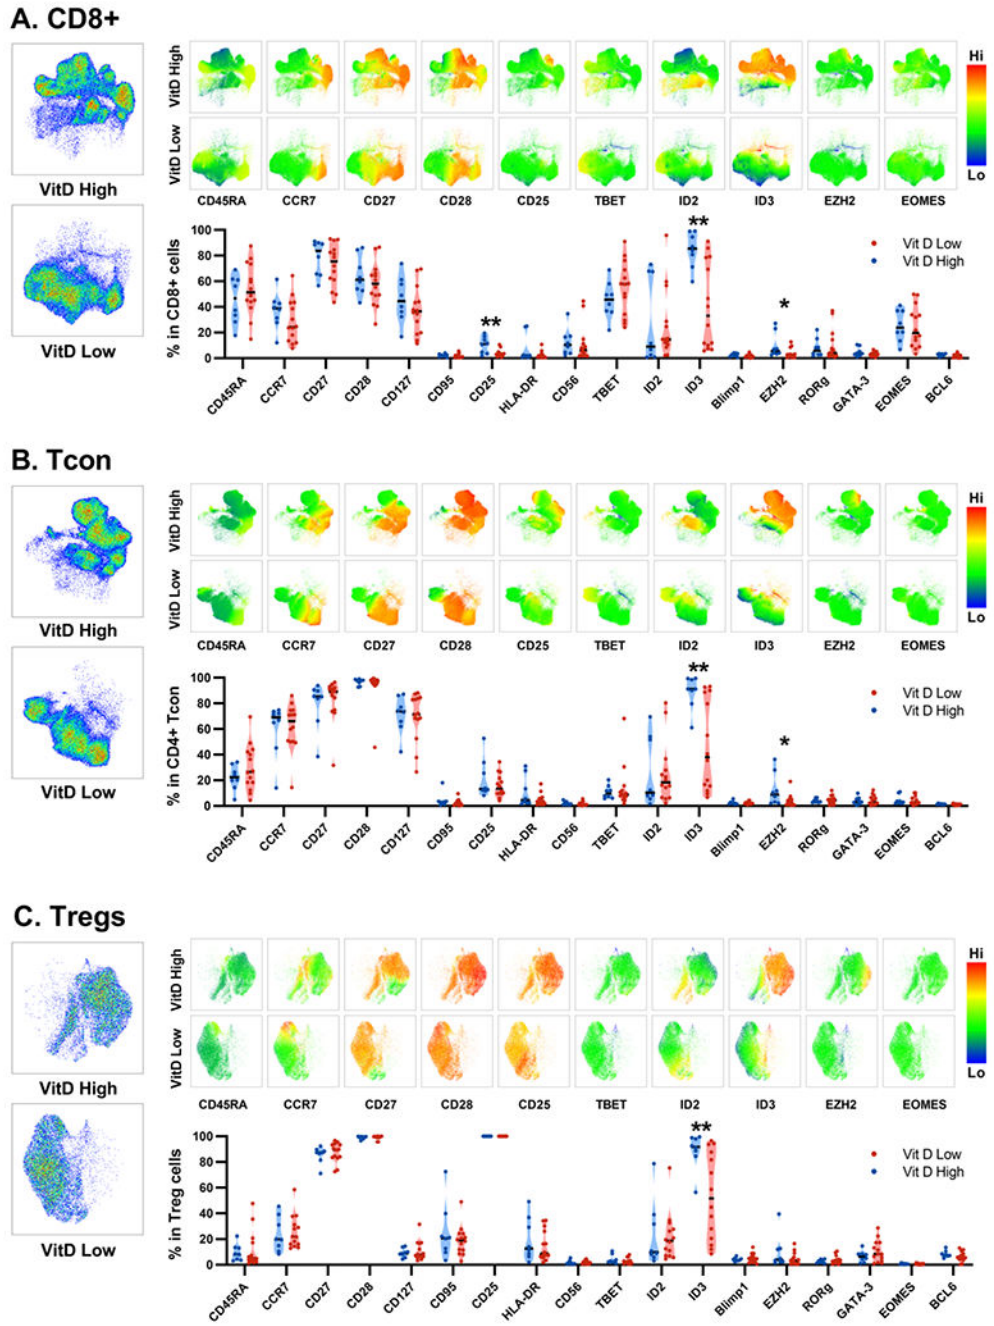 A. CD8+
VitD High
VitD Low
VitD High
VitD Low
Hi
Lo
CD45RA CCR7 CD27 CD28 CD25 TBET ID2 ID3 EZH2 EOMES
% in CD8+ cells
100
80
60
40
20
0
** ** *
Vit D Low
Vit D High
CD45RA CCR7 CD27 CD28 CD127 CD95 CD25 HLA-DR CD56 TBET ID2 ID3 Blimp1 EZH2 RORg GATA-3 EOMES BCL6
B. Tcon
VitD High
VitD Low
VitD High
VitD Low
Hi
Lo
CD45RA CCR7 CD27 CD28 CD25 TBET ID2 ID3 EZH2 EOMES
% in CD4+ Tcon
100
80
60
40
20
0
** *
Vit D Low
Vit D High
CD45RA CCR7 CD27 CD28 CD127 CD95 CD25 HLA-DR CD56 TBET ID2 ID3 Blimp1 EZH2 RORg GATA-3 EOMES BCL6
C. Tregs
VitD High
VitD Low
VitD High
VitD Low
Hi
Lo
CD45RA CCR7 CD27 CD28 CD25 TBET ID2 ID3 EZH2 EOMES
% in Treg cells
100
80
60
40
20
0
**
Vit D Low
Vit D High
CD45RA CCR7 CD27 CD28 CD127 CD95 CD25 HLA-DR CD56 TBET ID2 ID3 Blimp1 EZH2 RORg GATA-3 EOMES BCL6